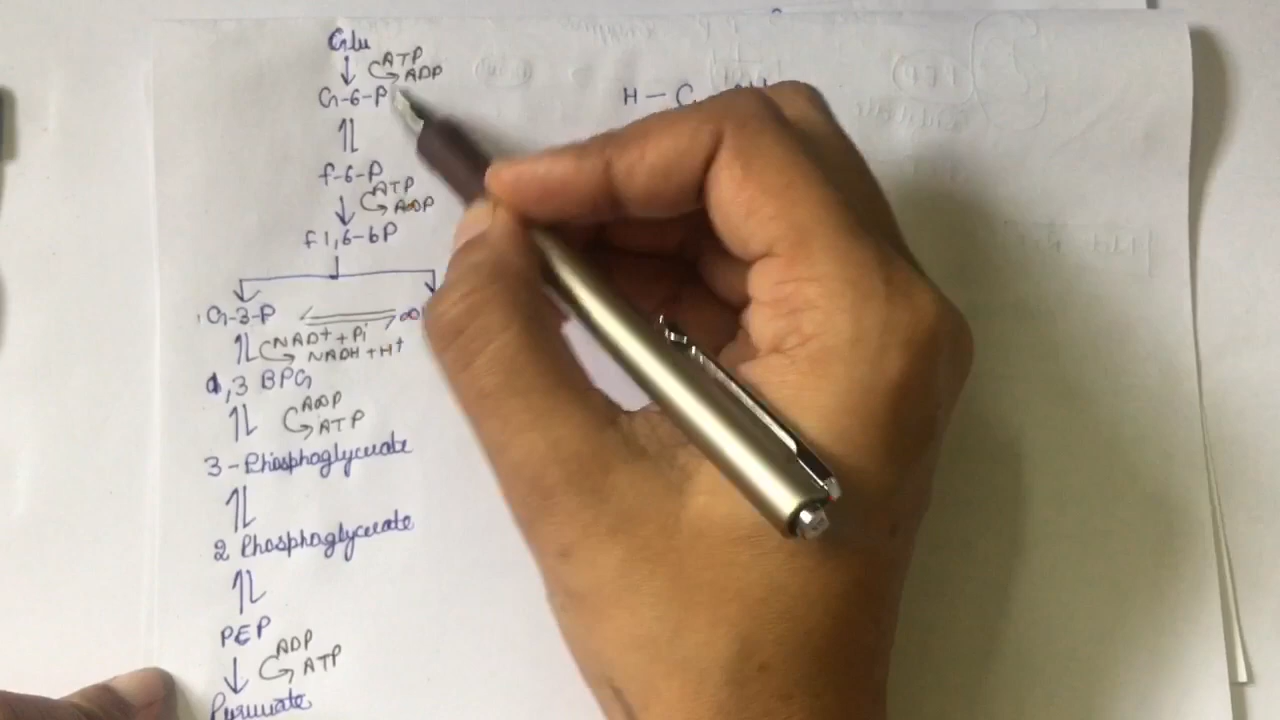 Glu
↓ ATP
ADP
G-6-P
H — C
⇌
f-6-P
↓ ATP
ADP
f1,6-bP
G-3-P
⇌ NAD⁺ + Pi
NADH + H⁺
1,3 BPG
⇌ ADP
ATP
3-Phosphoglycerate
⇌
2 Phosphoglycerate
⇌
PEP
↓ ADP
ATP
Pyruvate